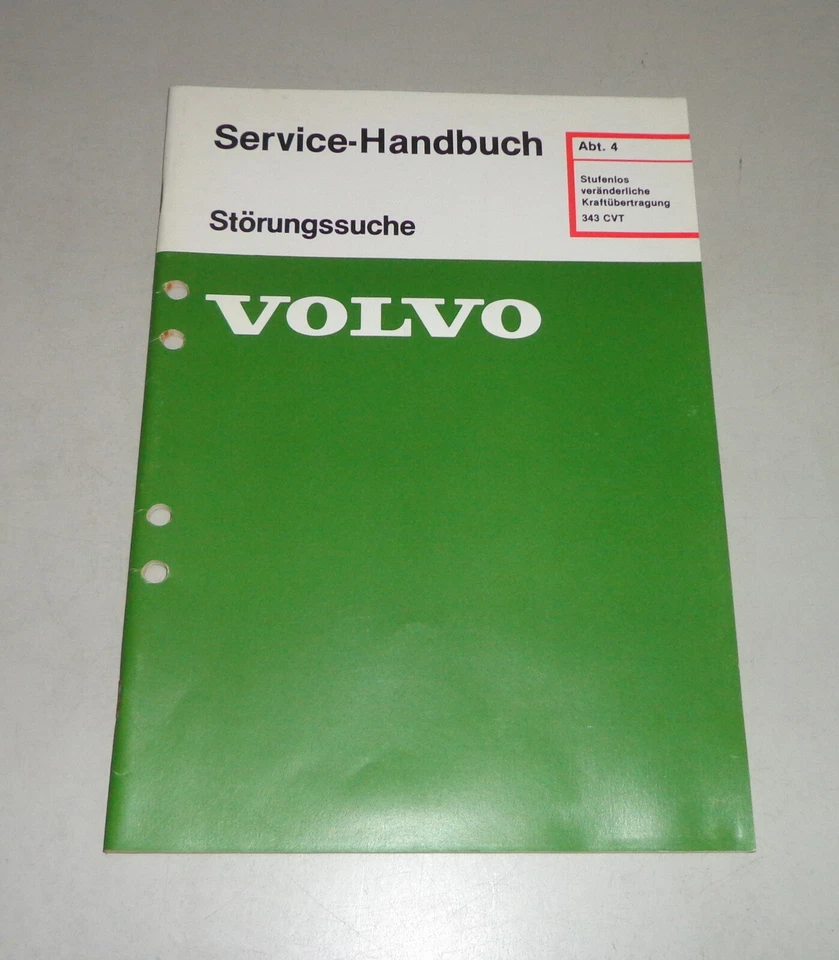 Service-Handbuch
Störungssuche
Abt. 4
Stufenlos
veränderliche
Kraftübertragung
343 CVT
VOLVO